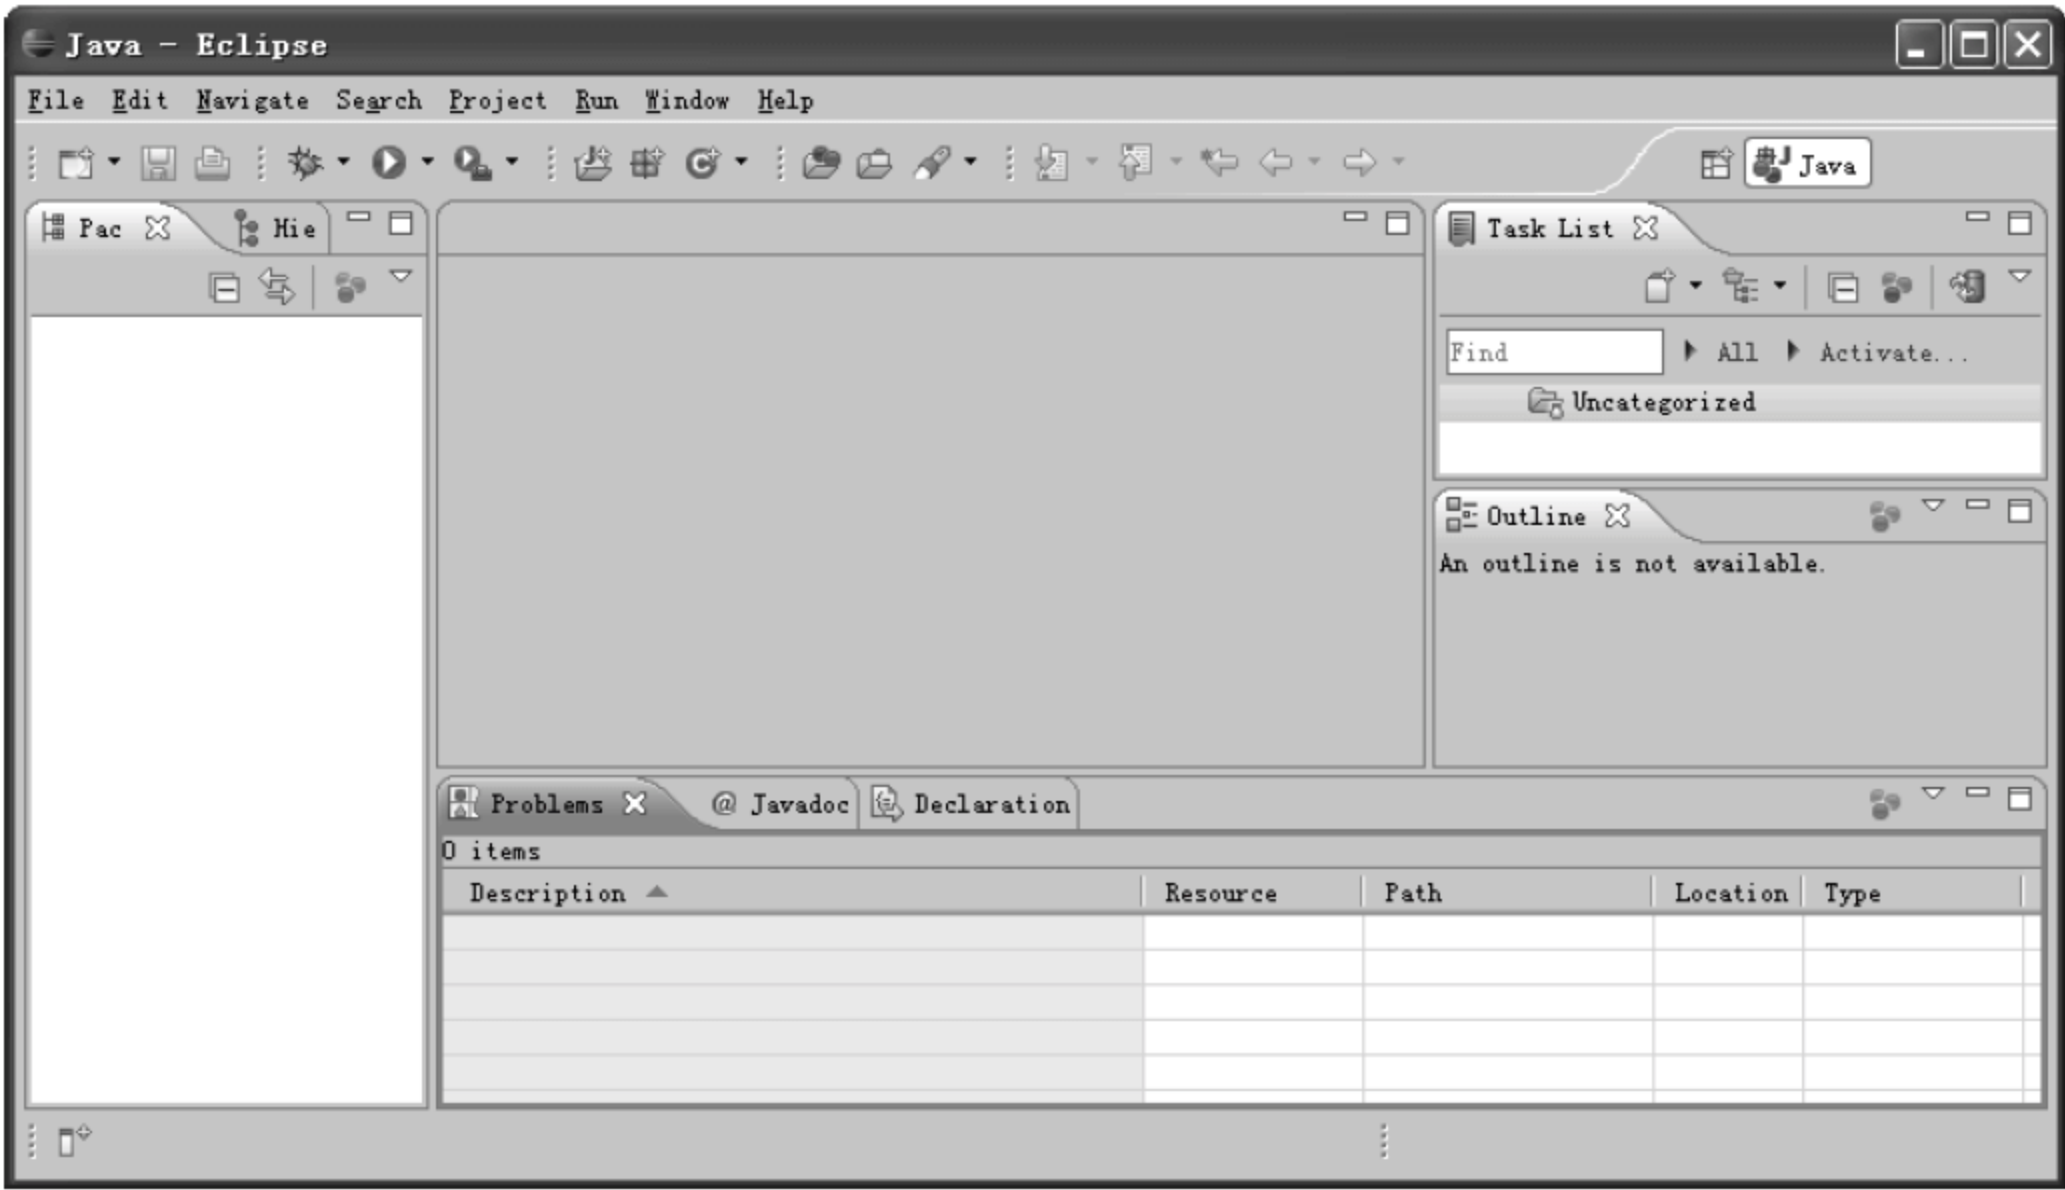 Java - Eclipse
File Edit Navigate Search Project Run Window Help
Java
Pac Hie
Task List
Find All Activate...
Uncategorized
Outline
An outline is not available.
Problems @ Javadoc Declaration
0 items
Description Resource Path Location Type